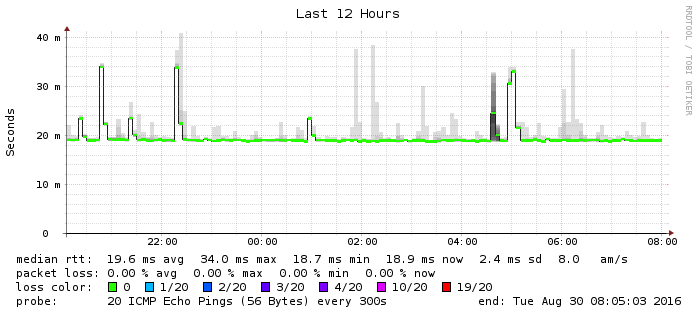 Last 12 Hours
RRDTOOL / TOBI OETIKER
Seconds
40 m
30 m
20 m
10 m
0
22:00 00:00 02:00 04:00 06:00 08:00
median rtt: 19.6 ms avg 34.0 ms max 18.7 ms min 18.9 ms now 2.4 ms sd 8.0 am/s
packet loss: 0.00 % avg 0.00 % max 0.00 % min 0.00 % now
loss color: 0 1/20 2/20 3/20 4/20 10/20 19/20
probe: 20 ICMP Echo Pings (56 Bytes) every 300s end: Tue Aug 30 08:05:03 2016